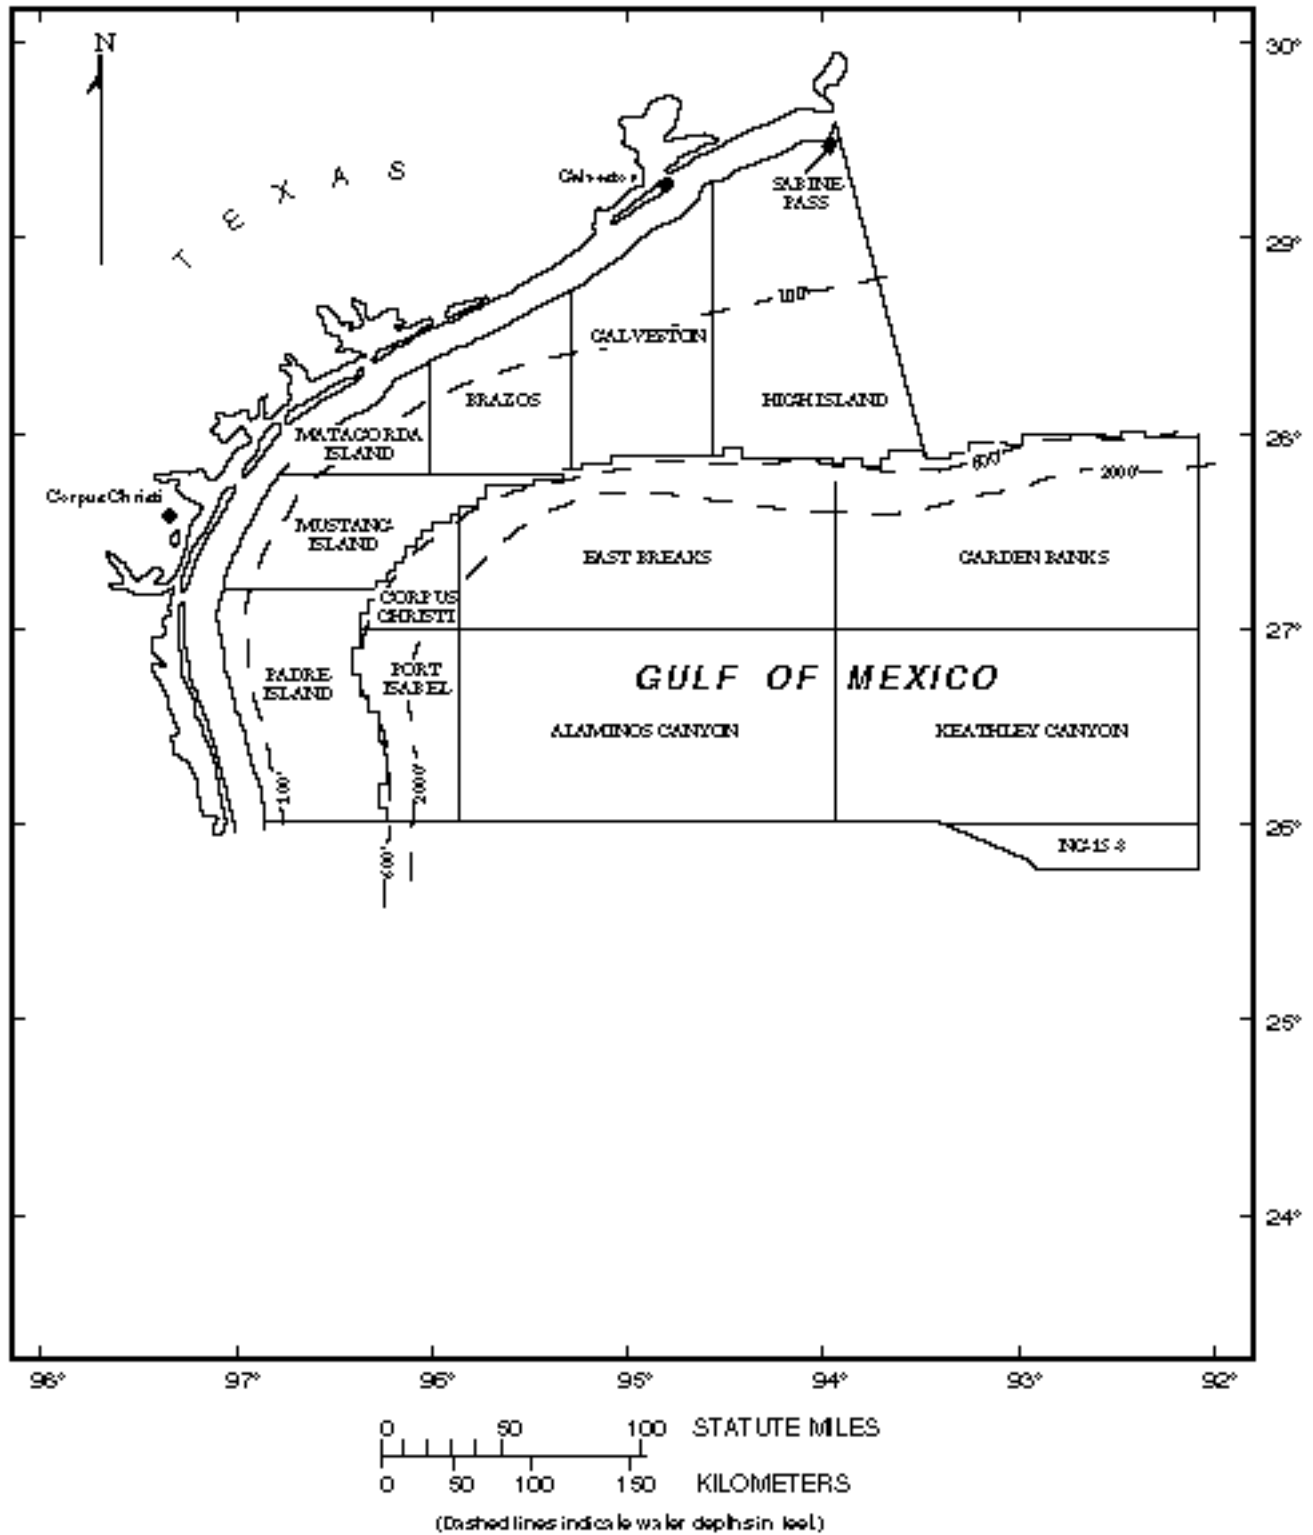 N
30°
TEXAS
Galveston
SABINE
PASS
29°
100'
GALVESTON
BRAZOS
HIGH ISLAND
MATAGORDA
ISLAND
28°
600'
2000'
Corpus Christi
MUSTANG
ISLAND
EAST BREAKS
GARDEN BANKS
CORPUS
CHRISTI
27°
PADRE
ISLAND
PORT
ISABEL
GULF OF MEXICO
ALAMINOS CANYON
KEATHLEY CANYON
100'
2000'
26°
NG-15-8
600'
25°
24°
98° 97° 96° 95° 94° 93° 92°
0 50 100 STATUTE MILES
0 50 100 150 KILOMETERS
(Dashed lines indicate water depths in feet.)